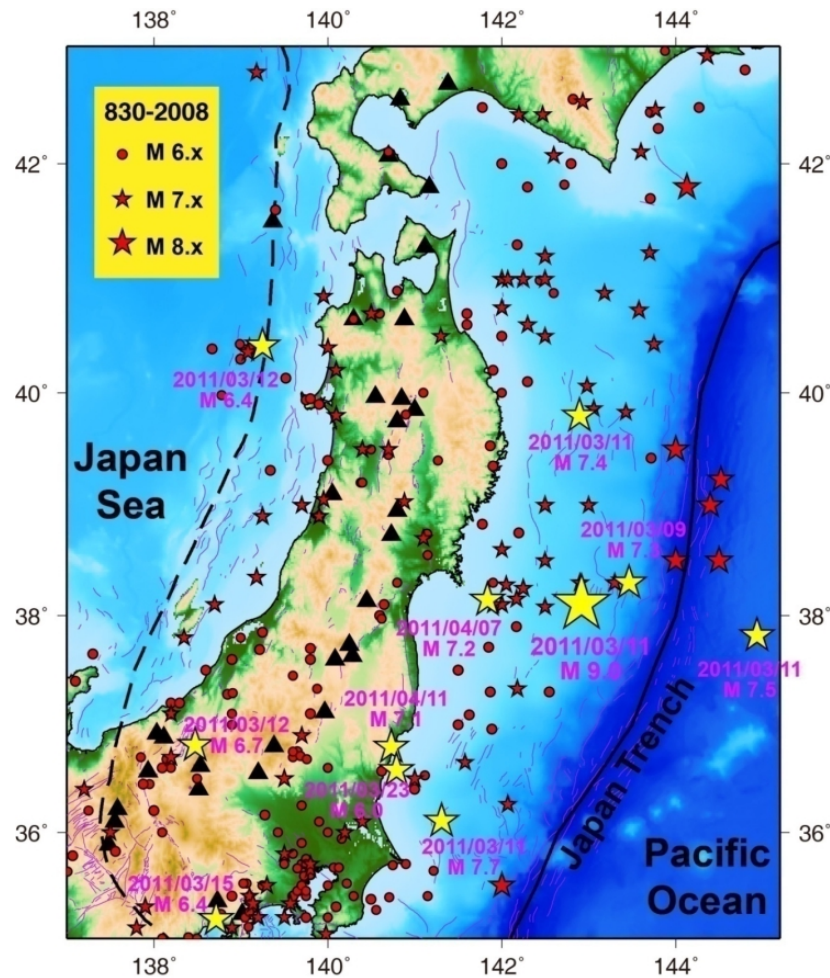 138° 140° 142° 144°
830-2008
M 6.x
M 7.x
M 8.x
42° 42°
40° 40°
2011/03/12
M 6.4
2011/03/11
M 7.4
Japan
Sea
2011/03/09
38° 38°
2011/04/07
M 7.2
2011/03/11
M 9.0
2011/03/11
M 7.5
2011/04/11
M 7.1
2011/03/12
M 6.7
2011/03/23
M 6.0
36° 36°
2011/03/11
M 7.7
Japan Trench
Pacific
Ocean
2011/03/15
M 6.4
138° 140° 142° 144°